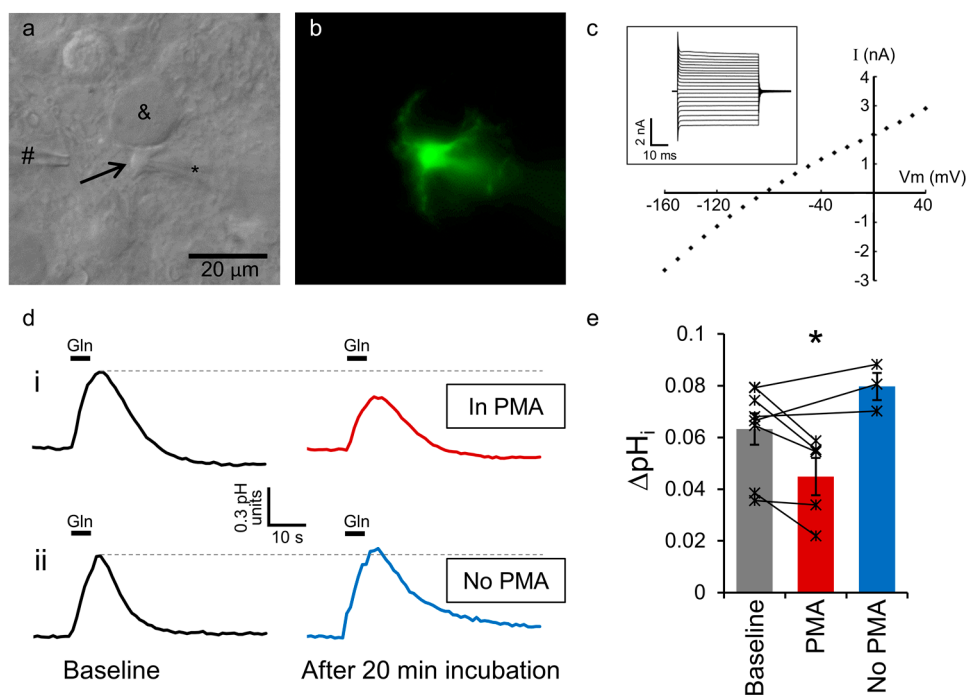 a
&
#
*
20 µm
b
c
I (nA)
4
3
1
Vm (mV)
-160
-120
-40
40
-1
-2
-3
2 nA
10 ms
d
Gln
Gln
i
In PMA
0.3 pH
units
10 s
Gln
Gln
ii
No PMA
Baseline
After 20 min incubation
e
0.1
*
0.08
0.06
0.04
0.02
0
ΔpHi
Baseline
PMA
No PMA